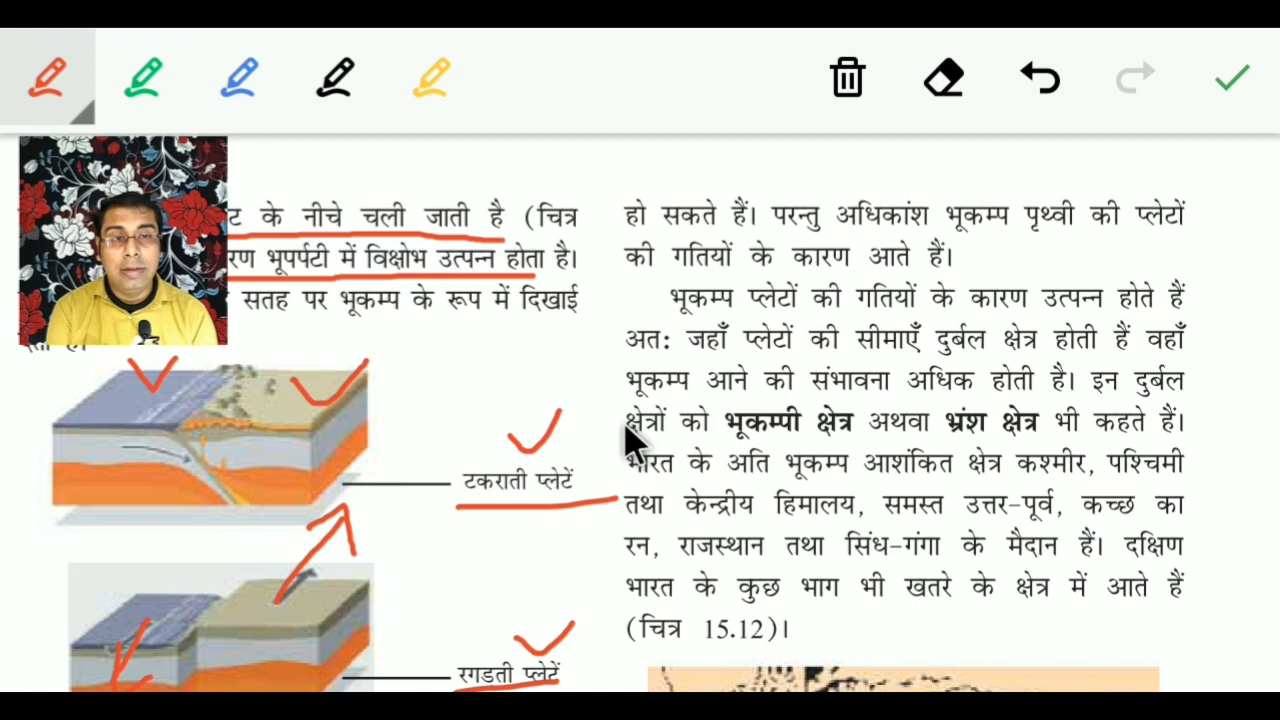 ट के नीचे चली जाती है (चित्र
रण भूपर्पटी में विक्षोभ उत्पन्न होता है।
सतह पर भूकम्प के रूप में दिखाई
टकराती प्लेटें
रगडती प्लेटें
हो सकते हैं। परन्तु अधिकांश भूकम्प पृथ्वी की प्लेटों
की गतियों के कारण आते हैं।
भूकम्प प्लेटों की गतियों के कारण उत्पन्न होते हैं
अत: जहाँ प्लेटों की सीमाएँ दुर्बल क्षेत्र होती हैं वहाँ
भूकम्प आने की संभावना अधिक होती है। इन दुर्बल
क्षेत्रों को भूकम्पी क्षेत्र अथवा भ्रंश क्षेत्र भी कहते हैं।
भारत के अति भूकम्प आशंकित क्षेत्र कश्मीर, पश्चिमी
तथा केन्द्रीय हिमालय, समस्त उत्तर-पूर्व, कच्छ का
रन, राजस्थान तथा सिंध-गंगा के मैदान हैं। दक्षिण
भारत के कुछ भाग भी खतरे के क्षेत्र में आते हैं
(चित्र 15.12)।